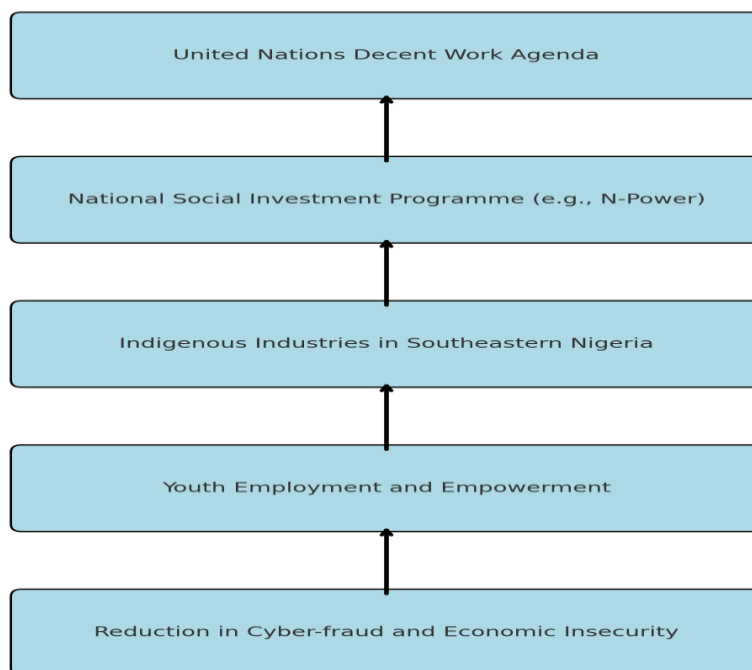 United Nations Decent Work Agenda
National Social Investment Programme (e.g., N-Power)
Indigenous Industries in Southeastern Nigeria
Youth Employment and Empowerment
Reduction in Cyber-fraud and Economic Insecurity